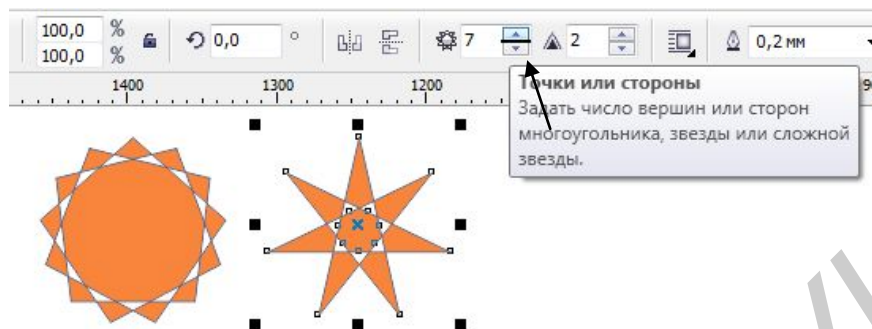 100,0 %
100,0 %
0,0 °
7
2
0,2 мм
1400 1300 1200
Точки или стороны
Задать число вершин или сторон
многоугольника, звезды или сложной
звезды.